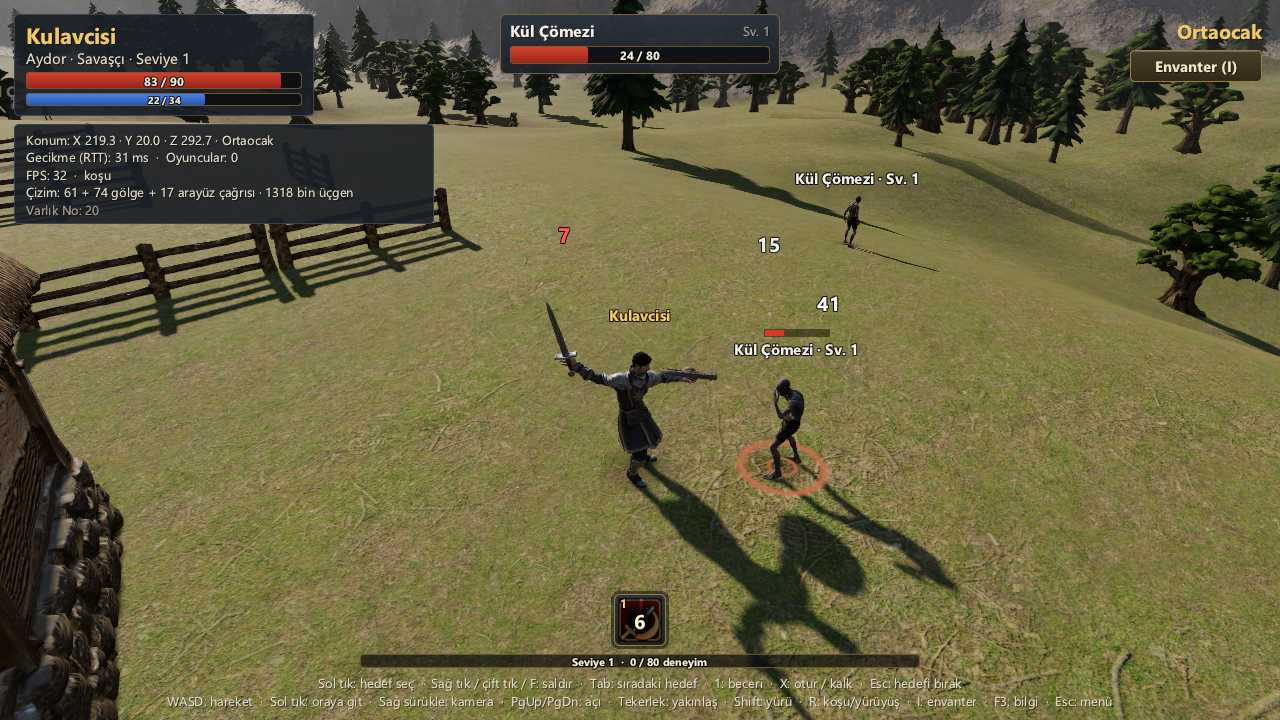 Kulavcisi
Aydor · Savaşçı · Seviye 1
83 / 90
22 / 34
Kül Çömezi
Sv. 1
24 / 80
Ortaocak
Envanter (I)
Konum: X 219.3 · Y 20.0 · Z 292.7 · Ortaocak
Gecikme (RTT): 31 ms · Oyuncular: 0
FPS: 32 · koşu
Çizim: 61 + 74 gölge + 17 arayüz çağrısı · 1318 bin üçgen
Varlık No: 20
Kül Çömezi · Sv. 1
7
15
41
Kulavcisi
Kül Çömezi · Sv. 1
1
6
Seviye 1 · 0 / 80 deneyim
Sol tık: hedef seç · Sağ tık / çift tık / F: saldır · Tab: sıradaki hedef · 1: beceri · X: otur / kalk · Esc: hedefi bırak
WASD: hareket · Sol tık: oraya git · Sağ sürükle: kamera · PgUp/PgDn: açı · Tekerlek: yakınlaş · Shift: yürü · R: koşu/yürüyüş · I: envanter · F3: bilgi · Esc: menü